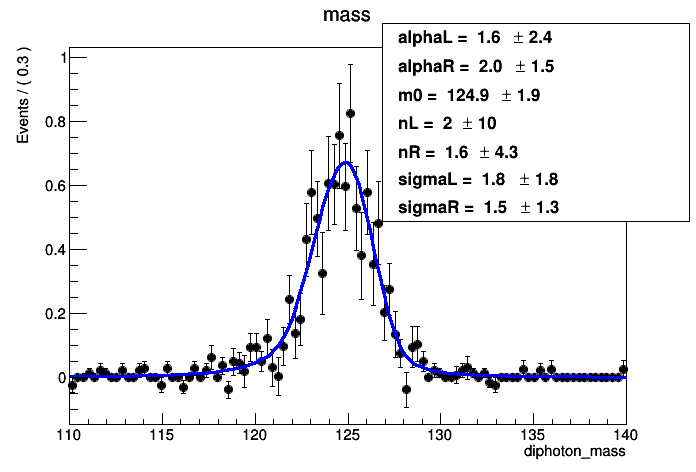 mass
alphaL = 1.6 ± 2.4
alphaR = 2.0 ± 1.5
m0 = 124.9 ± 1.9
nL = 2 ± 10
nR = 1.6 ± 4.3
sigmaL = 1.8 ± 1.8
sigmaR = 1.5 ± 1.3
Events / ( 0.3 )
1
0.8
0.6
0.4
0.2
0
110 115 120 125 130 135 140
diphoton_mass